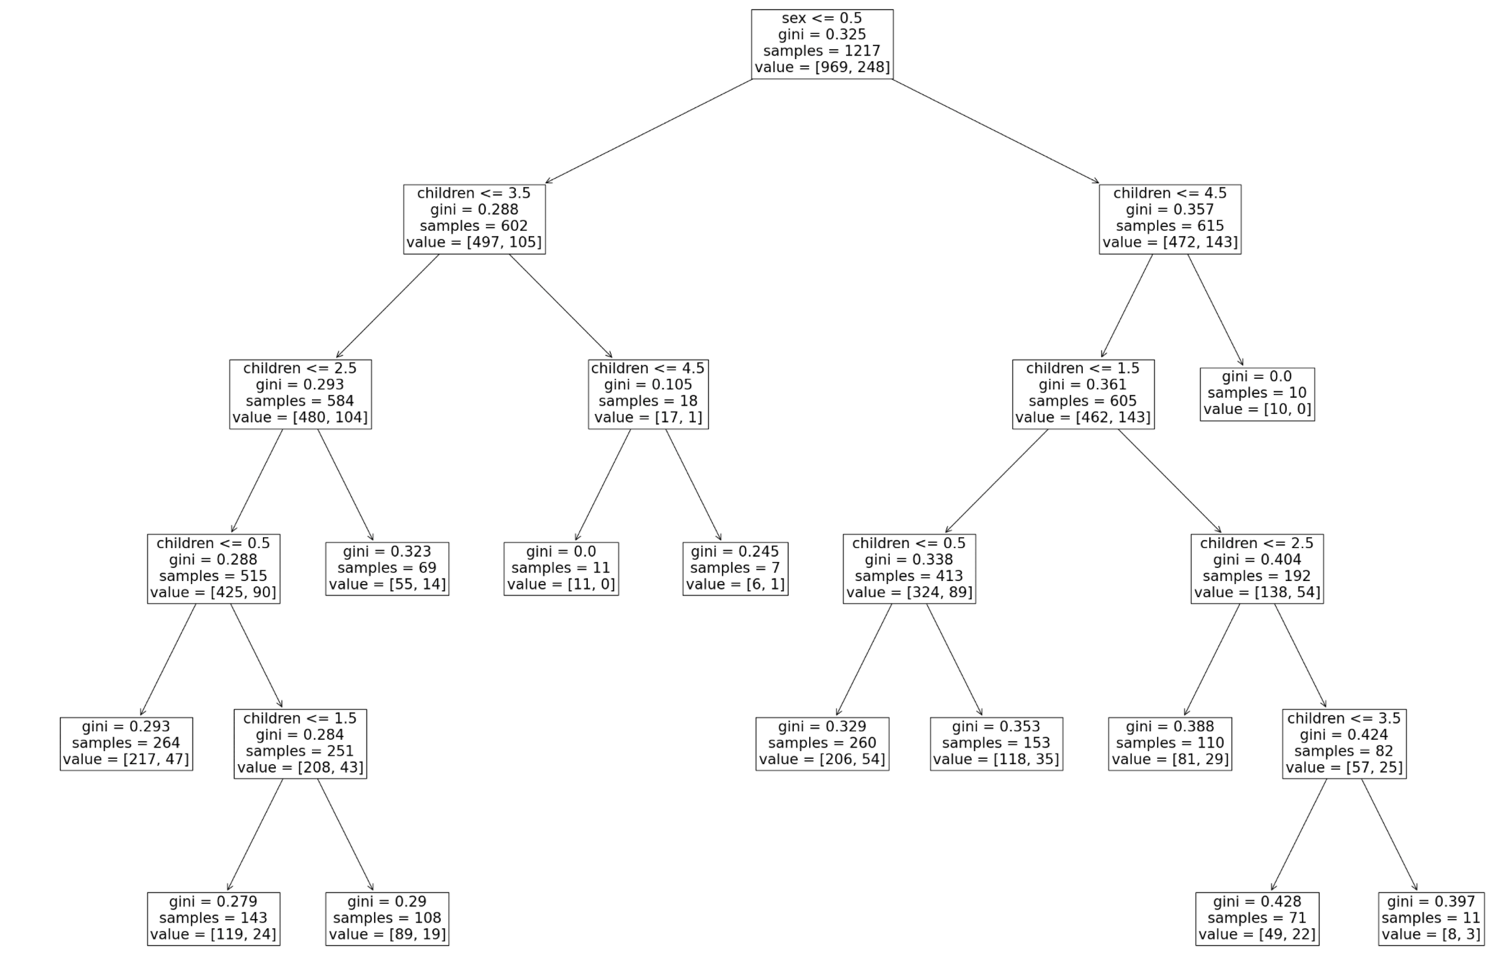 sex <= 0.5
gini = 0.325
samples = 1217
value = [969, 248]
children <= 3.5
gini = 0.288
samples = 602
value = [497, 105]
children <= 4.5
gini = 0.357
samples = 615
value = [472, 143]
children <= 2.5
gini = 0.293
samples = 584
value = [480, 104]
children <= 4.5
gini = 0.105
samples = 18
value = [17, 1]
children <= 1.5
gini = 0.361
samples = 605
value = [462, 143]
gini = 0.0
samples = 10
value = [10, 0]
children <= 0.5
gini = 0.288
samples = 515
value = [425, 90]
gini = 0.323
samples = 69
value = [55, 14]
gini = 0.0
samples = 11
value = [11, 0]
gini = 0.245
samples = 7
value = [6, 1]
children <= 0.5
gini = 0.338
samples = 413
value = [324, 89]
children <= 2.5
gini = 0.404
samples = 192
value = [138, 54]
gini = 0.293
samples = 264
value = [217, 47]
children <= 1.5
gini = 0.284
samples = 251
value = [208, 43]
gini = 0.329
samples = 260
value = [206, 54]
gini = 0.353
samples = 153
value = [118, 35]
gini = 0.388
samples = 110
value = [81, 29]
children <= 3.5
gini = 0.424
samples = 82
value = [57, 25]
gini = 0.279
samples = 143
value = [119, 24]
gini = 0.29
samples = 108
value = [89, 19]
gini = 0.428
samples = 71
value = [49, 22]
gini = 0.397
samples = 11
value = [8, 3]